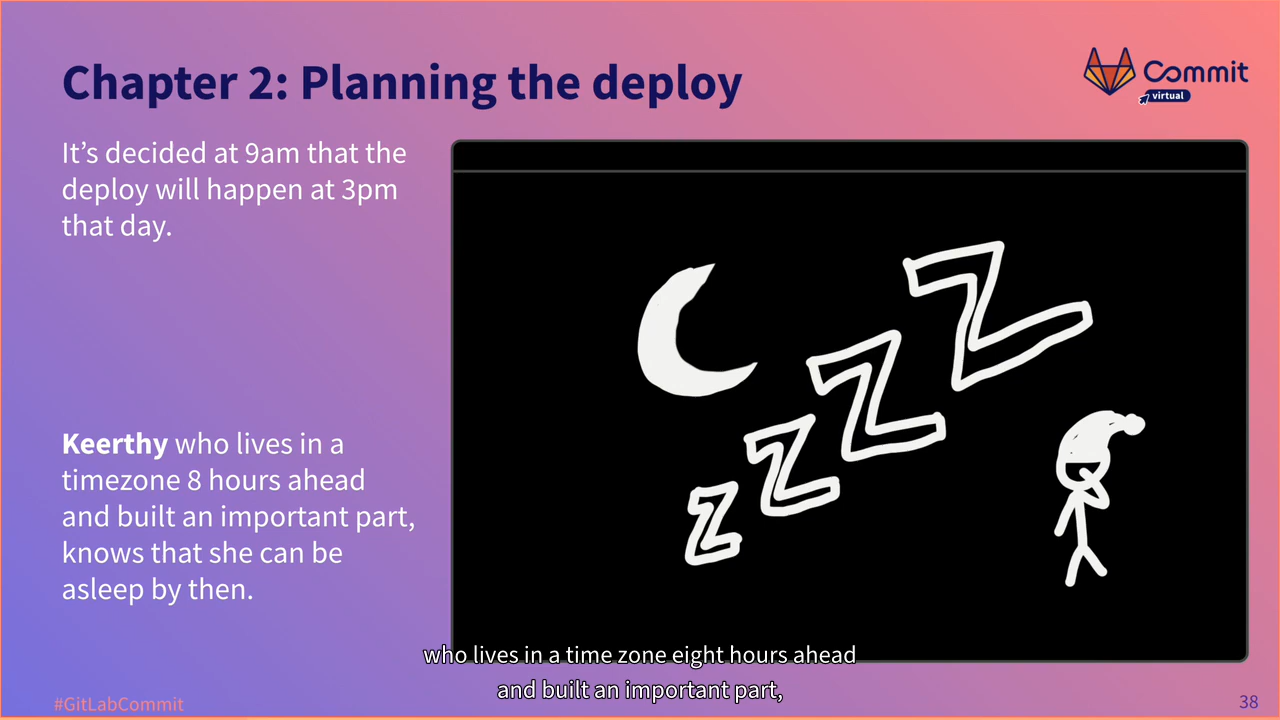 Chapter 2: Planning the deploy
Commit
virtual
It’s decided at 9am that the
deploy will happen at 3pm
that day.
Z
Z
Z
Z
Keerthy who lives in a
timezone 8 hours ahead
and built an important part,
knows that she can be
asleep by then.
who lives in a time zone eight hours ahead
and built an important part,
#GitLabCommit
38